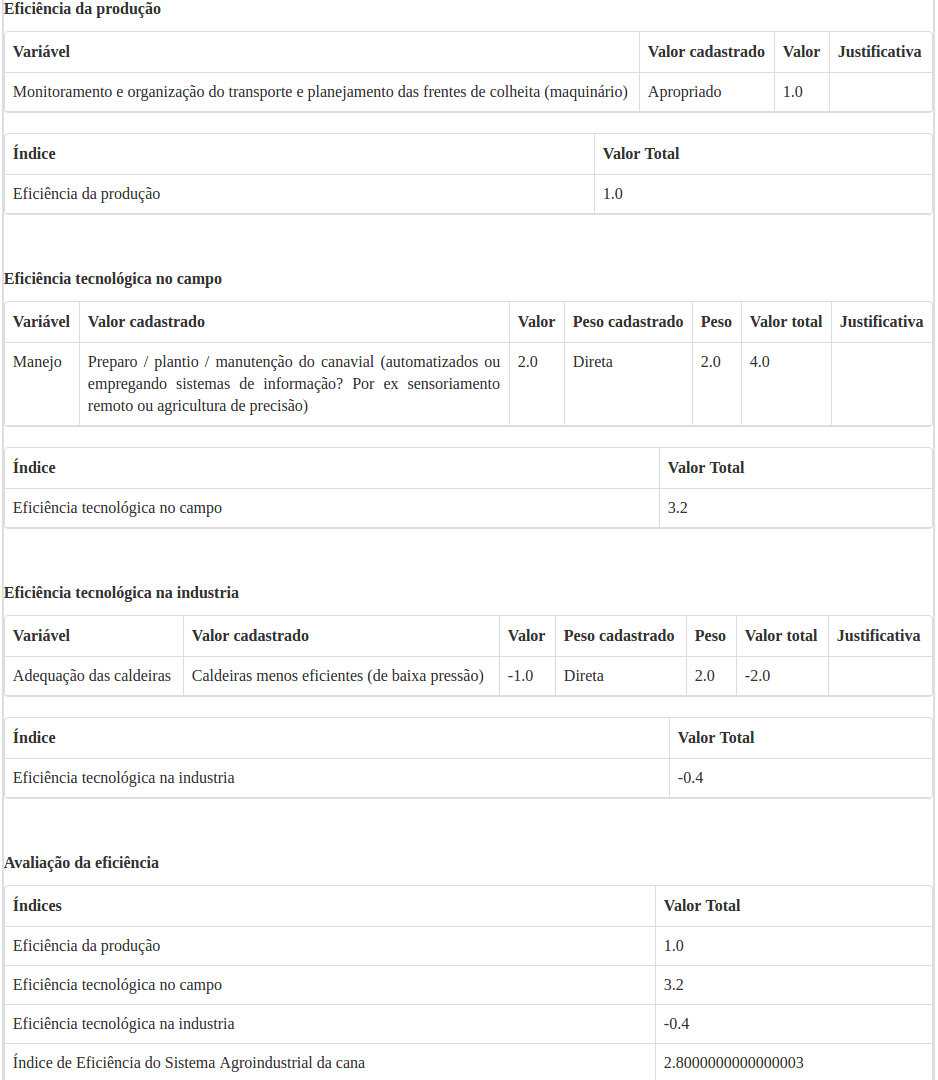 Eficiência da produção
Variável Valor cadastrado Valor Justificativa
Monitoramento e organização do transporte e planejamento das frentes de colheita (maquinário) Apropriado 1.0
Índice Valor Total
Eficiência da produção 1.0
Eficiência tecnológica no campo
Variável Valor cadastrado Valor Peso cadastrado Peso Valor total Justificativa
Manejo Preparo / plantio / manutenção do canavial (automatizados ou 2.0 Direta 2.0 4.0
empregando sistemas de informação? Por ex sensoriamento
remoto ou agricultura de precisão)
Índice Valor Total
Eficiência tecnológica no campo 3.2
Eficiência tecnológica na industria
Variável Valor cadastrado Valor Peso cadastrado Peso Valor total Justificativa
Adequação das caldeiras Caldeiras menos eficientes (de baixa pressão) -1.0 Direta 2.0 -2.0
Índice Valor Total
Eficiência tecnológica na industria -0.4
Avaliação da eficiência
Índices Valor Total
Eficiência da produção 1.0
Eficiência tecnológica no campo 3.2
Eficiência tecnológica na industria -0.4
Índice de Eficiência do Sistema Agroindustrial da cana 2.8000000000000003